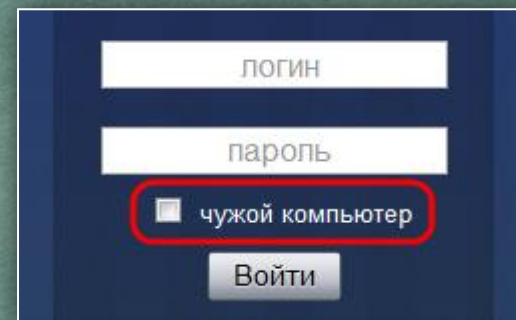 логин
пароль
чужой компьютер
Войти